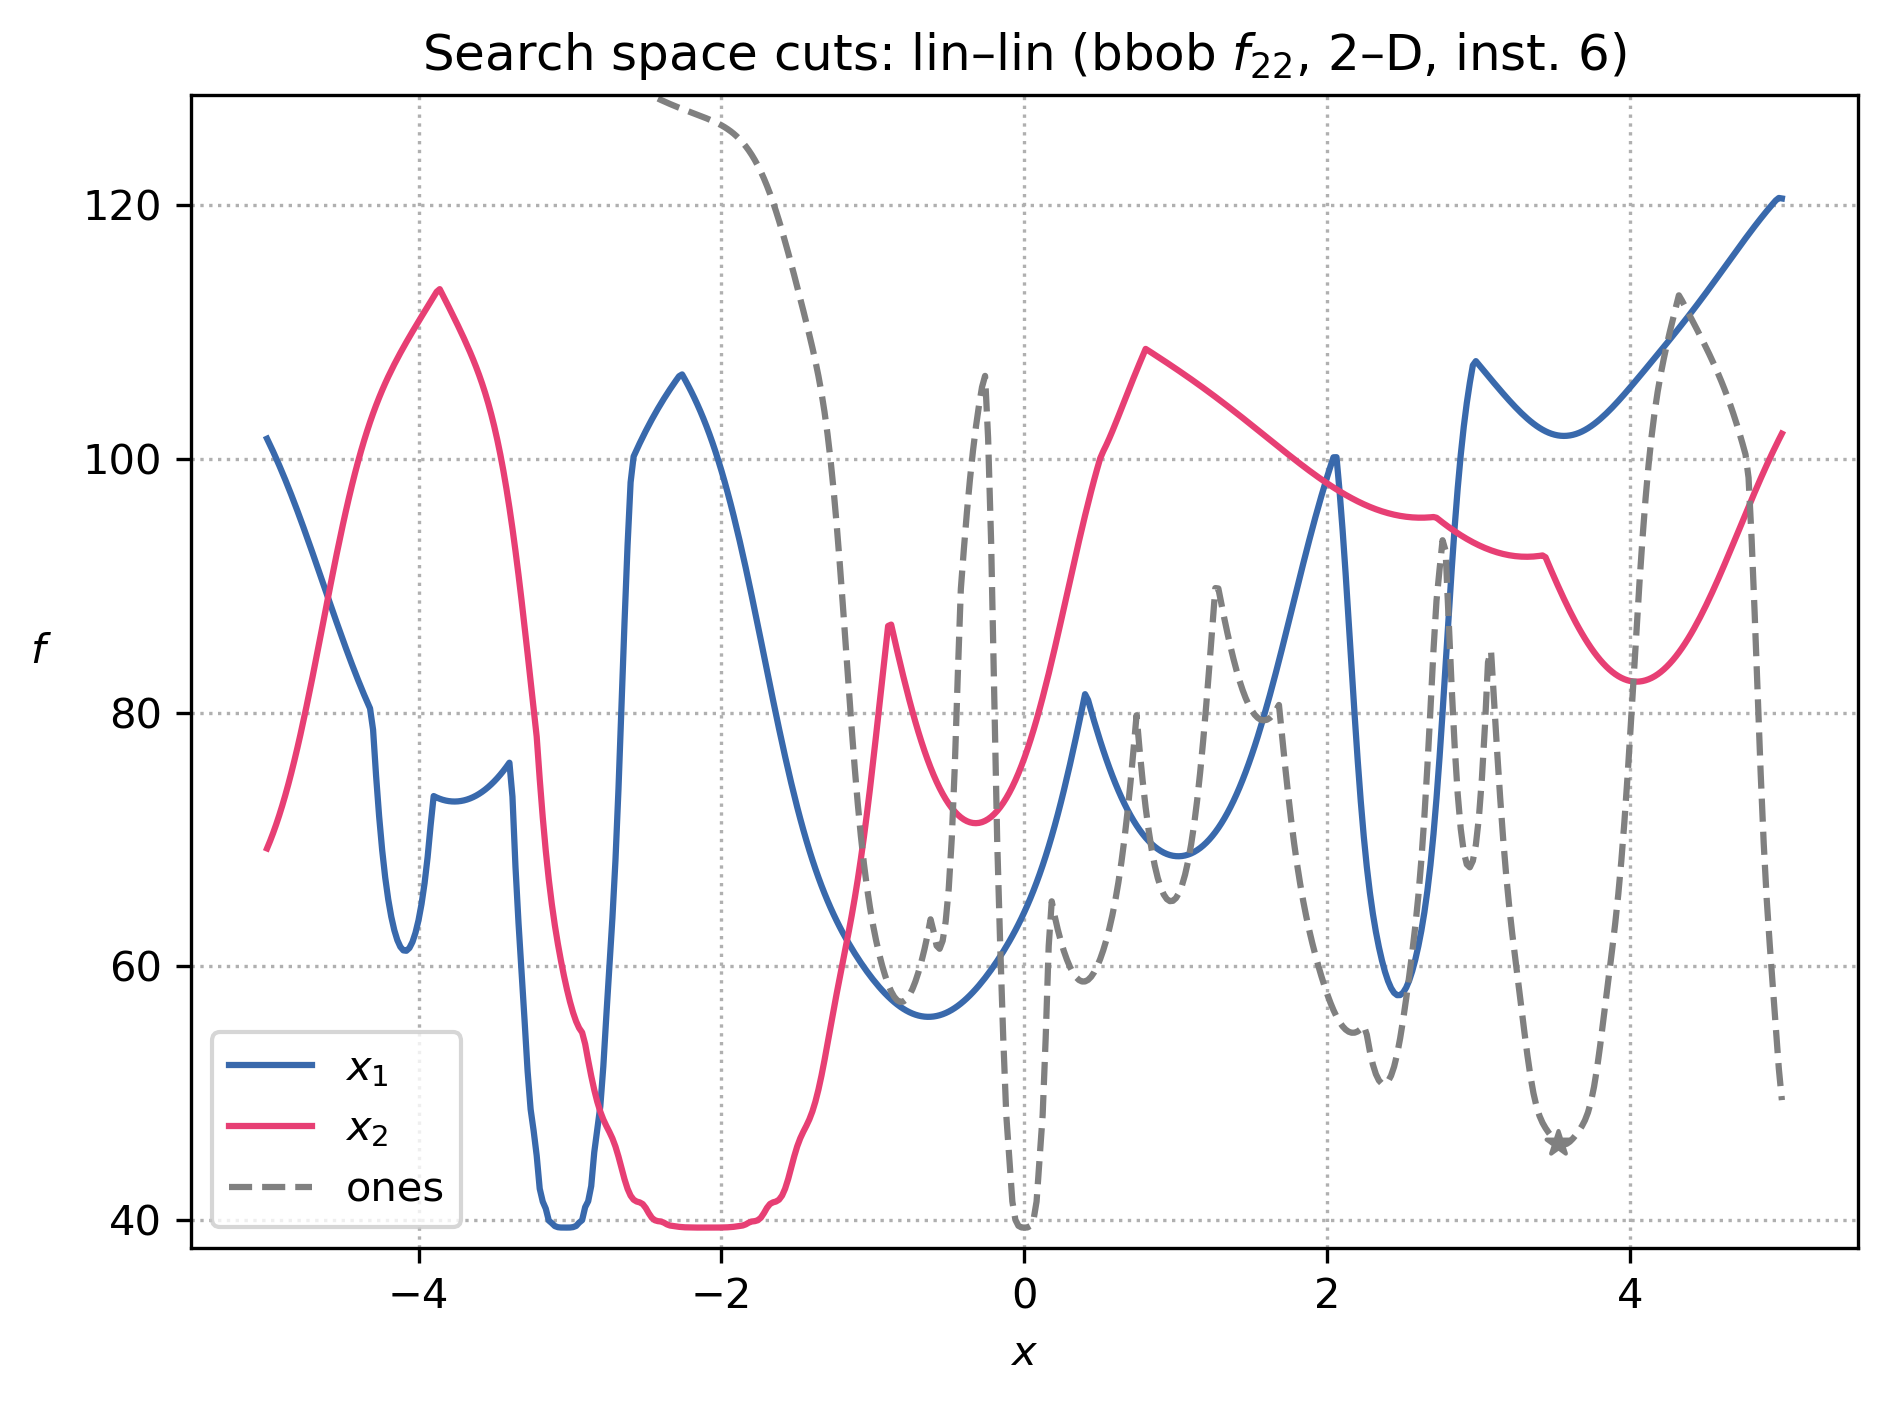 Search space cuts: lin–lin (bbob f₂₂, 2–D, inst. 6)
120
100
80
60
40
f
x₁
x₂
ones
−4 −2 0 2 4
x